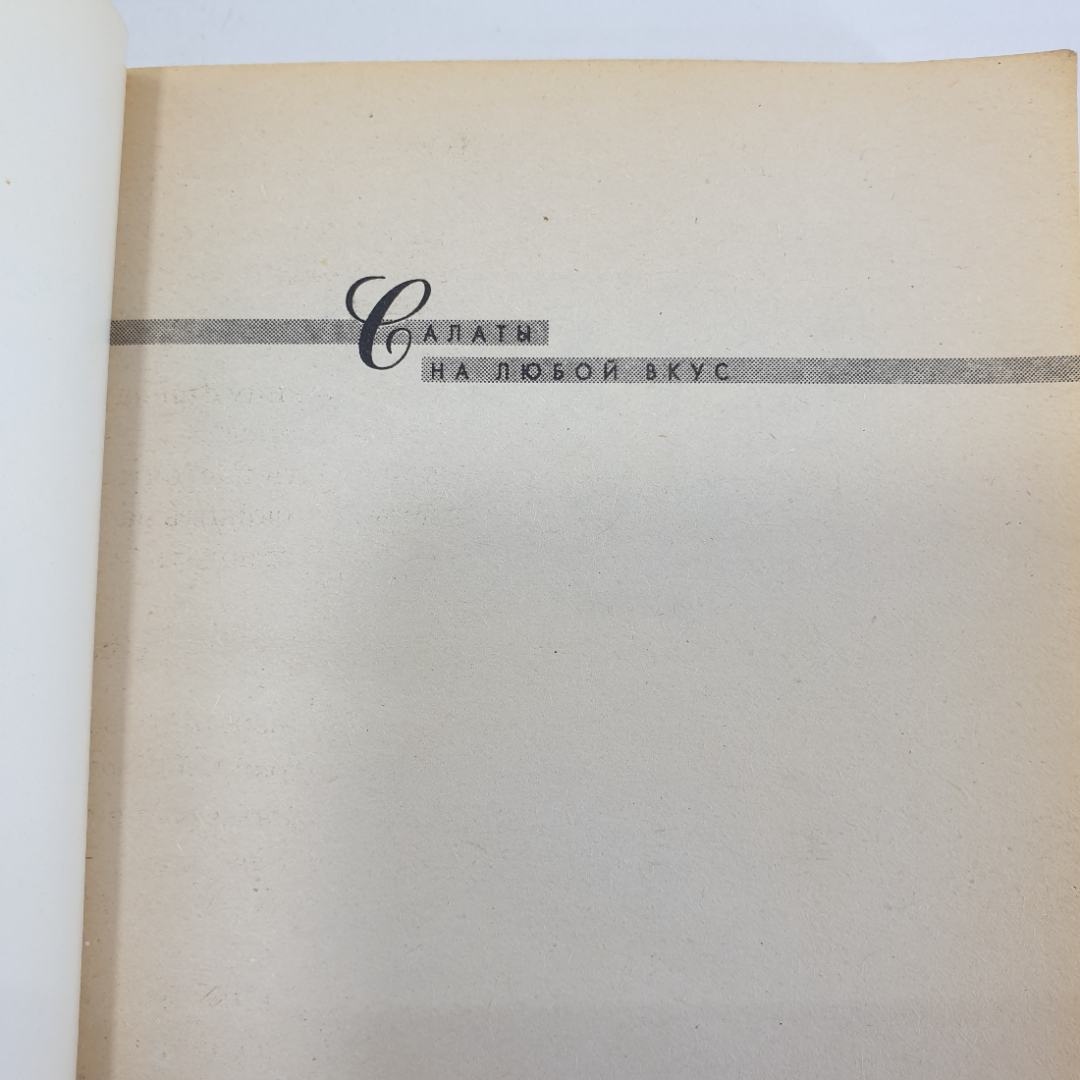 Салаты
на любой вкус